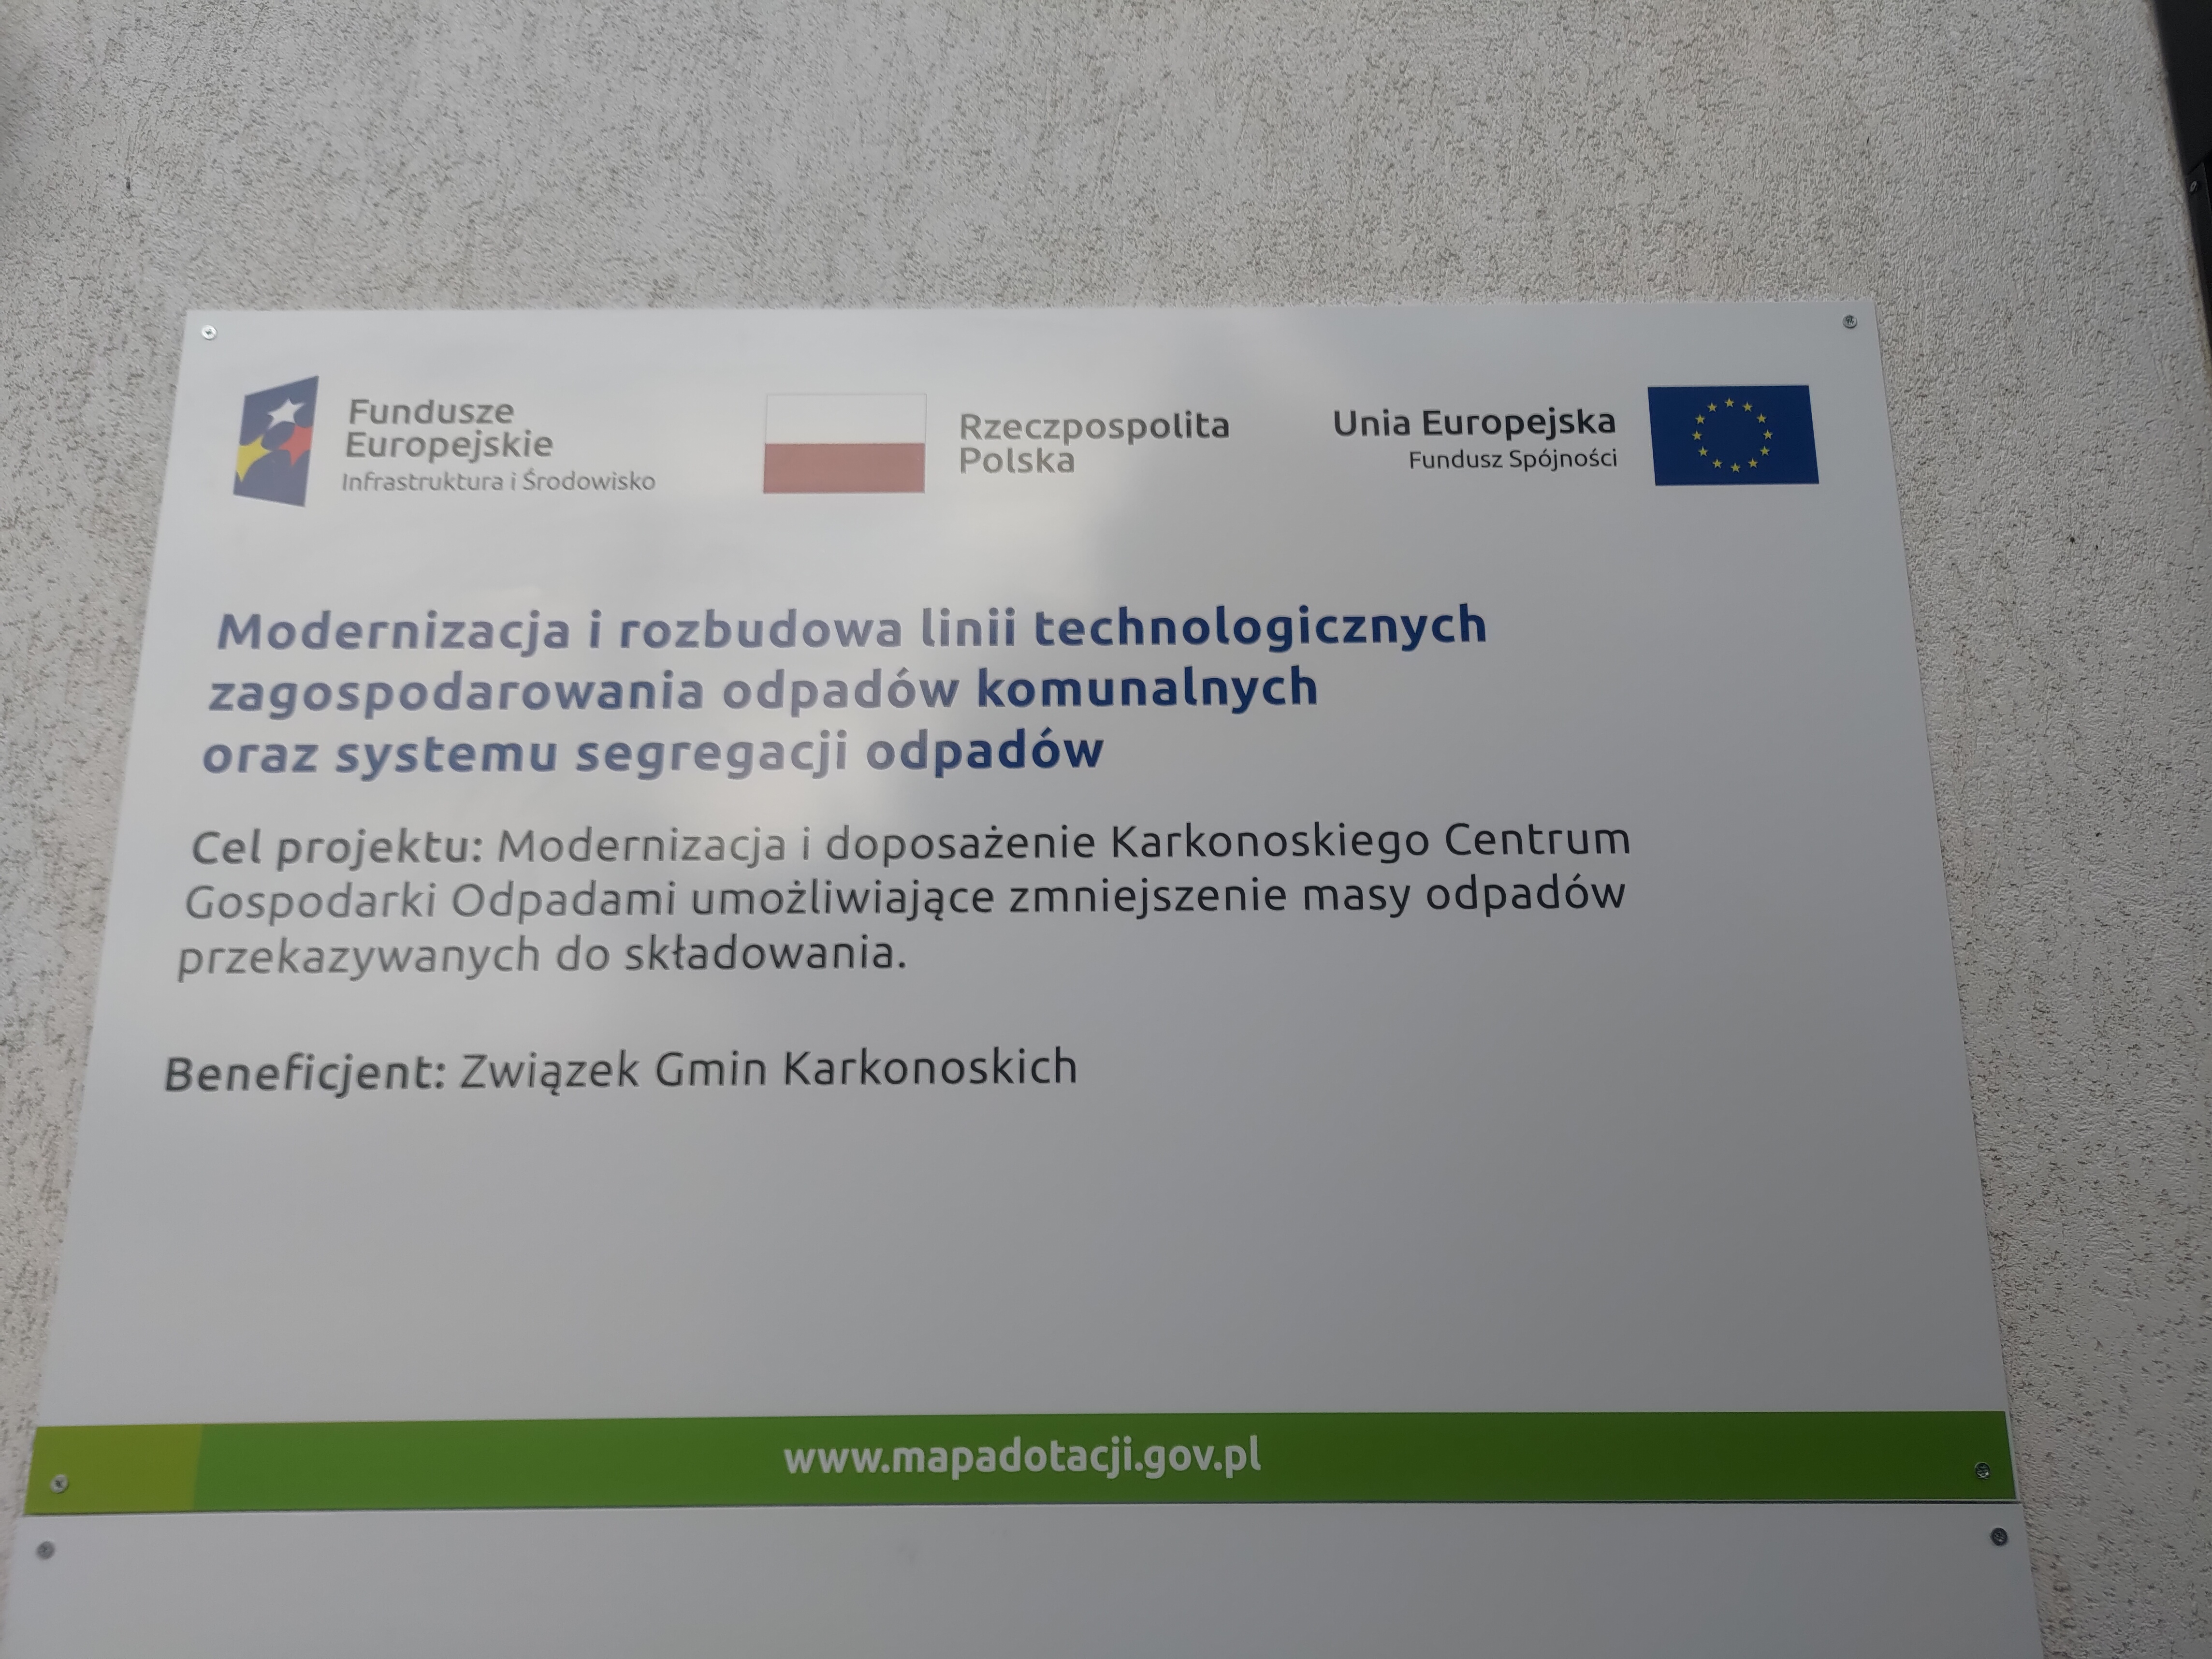 Fundusze
Europejskie
Infrastruktura i Środowisko
Rzeczpospolita
Polska
Unia Europejska
Fundusz Spójności
Modernizacja i rozbudowa linii technologicznych
zagospodarowania odpadów komunalnych
oraz systemu segregacji odpadów
Cel projektu: Modernizacja i doposażenie Karkonoskiego Centrum
Gospodarki Odpadami umożliwiające zmniejszenie masy odpadów
przekazywanych do składowania.
Beneficjent: Związek Gmin Karkonoskich
www.mapadotacji.gov.pl